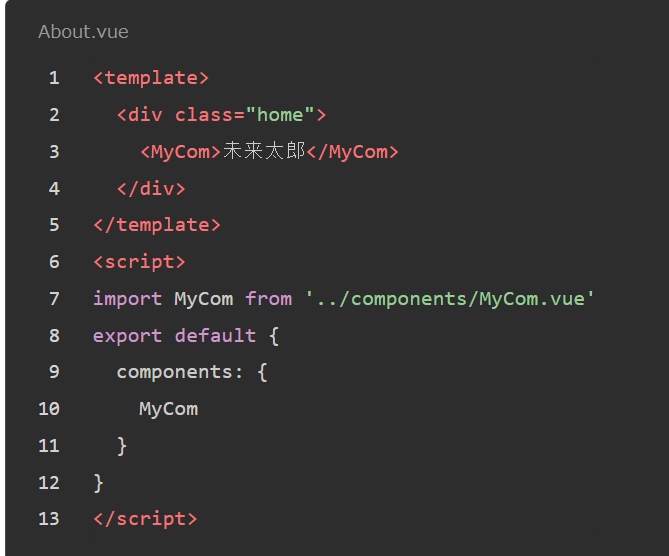 About.vue
1 <template>
2   <div class="home">
3     <MyCom>未来太郎</MyCom>
4   </div>
5 </template>
6 <script>
7 import MyCom from '../components/MyCom.vue'
8 export default {
9   components: {
10     MyCom
11   }
12 }
13 </script>